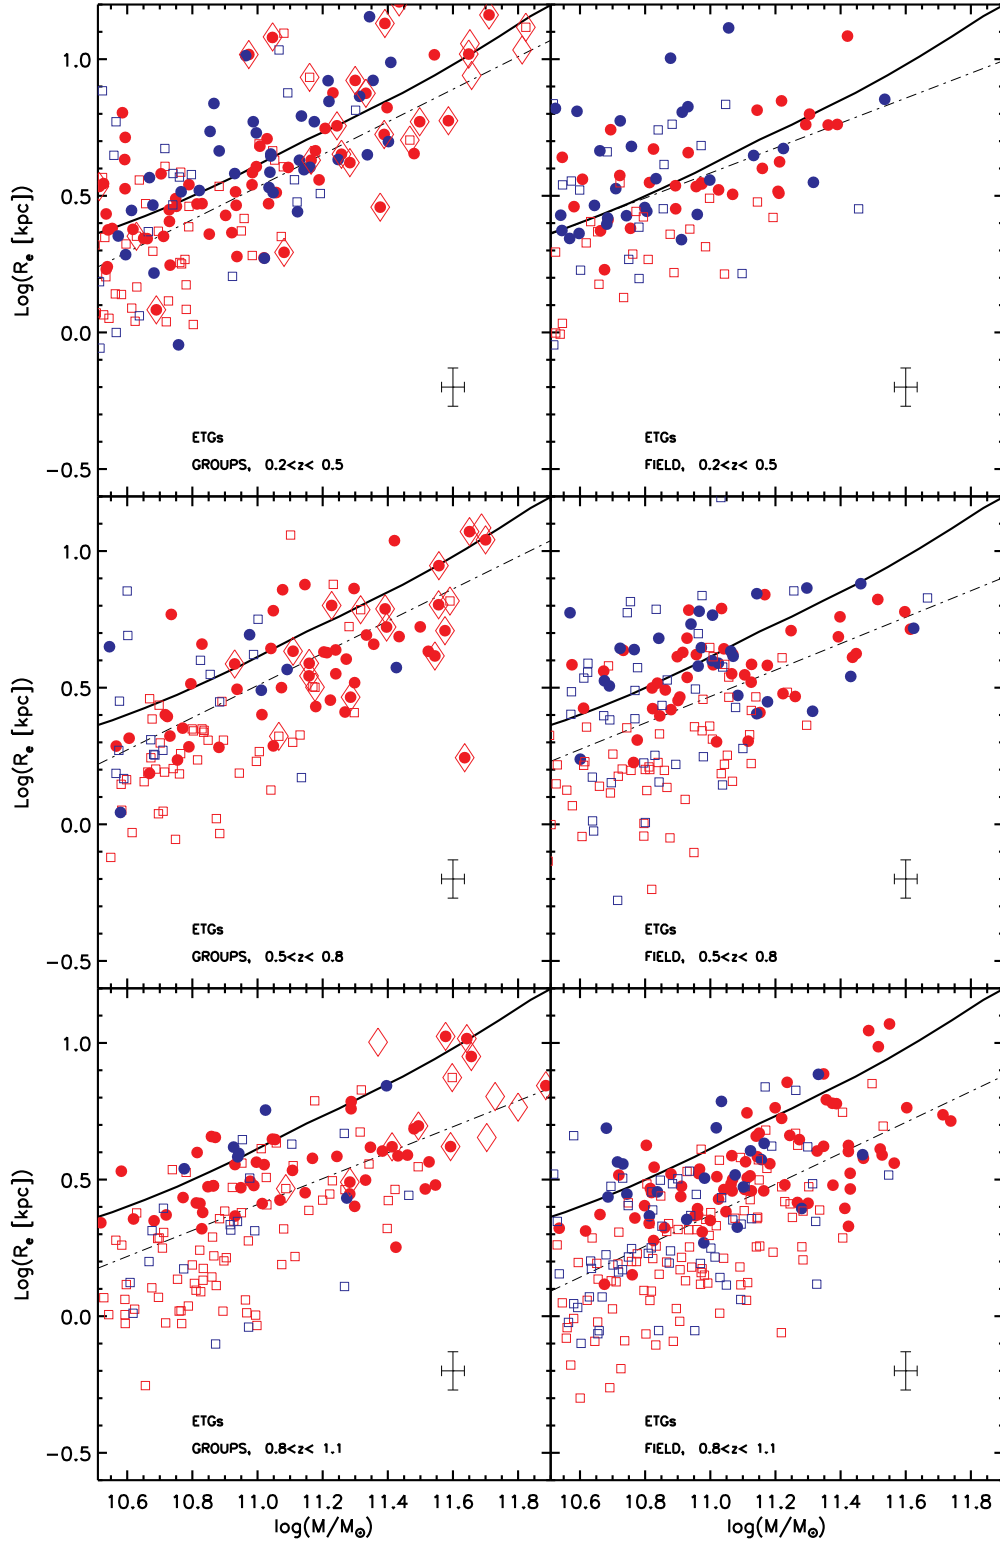 1.0
0.5
0.0
−0.5
Log(R_e [kpc])
ETGs
GROUPS, 0.2<z< 0.5
ETGs
FIELD, 0.2<z< 0.5
1.0
0.5
0.0
−0.5
Log(R_e [kpc])
ETGs
GROUPS, 0.5<z< 0.8
ETGs
FIELD, 0.5<z< 0.8
1.0
0.5
0.0
−0.5
Log(R_e [kpc])
ETGs
GROUPS, 0.8<z< 1.1
ETGs
FIELD, 0.8<z< 1.1
10.6 10.8 11.0 11.2 11.4 11.6 11.8
log(M/M⊙)
10.6 10.8 11.0 11.2 11.4 11.6 11.8
log(M/M⊙)